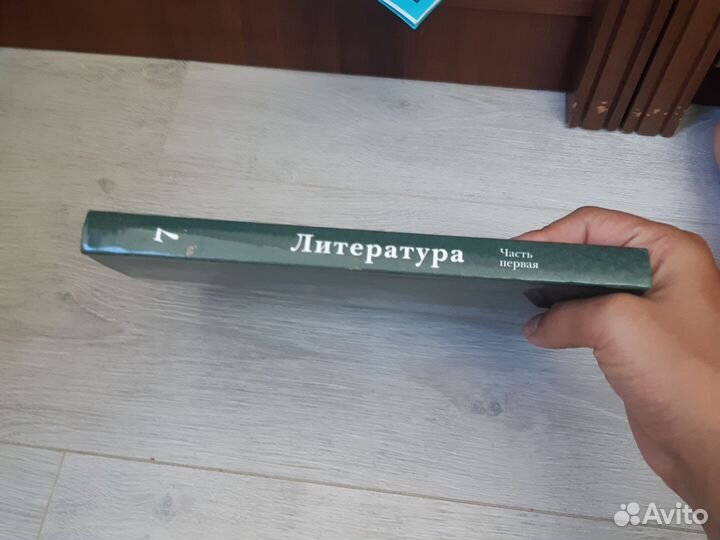 7
Литература
Часть
первая
Avito